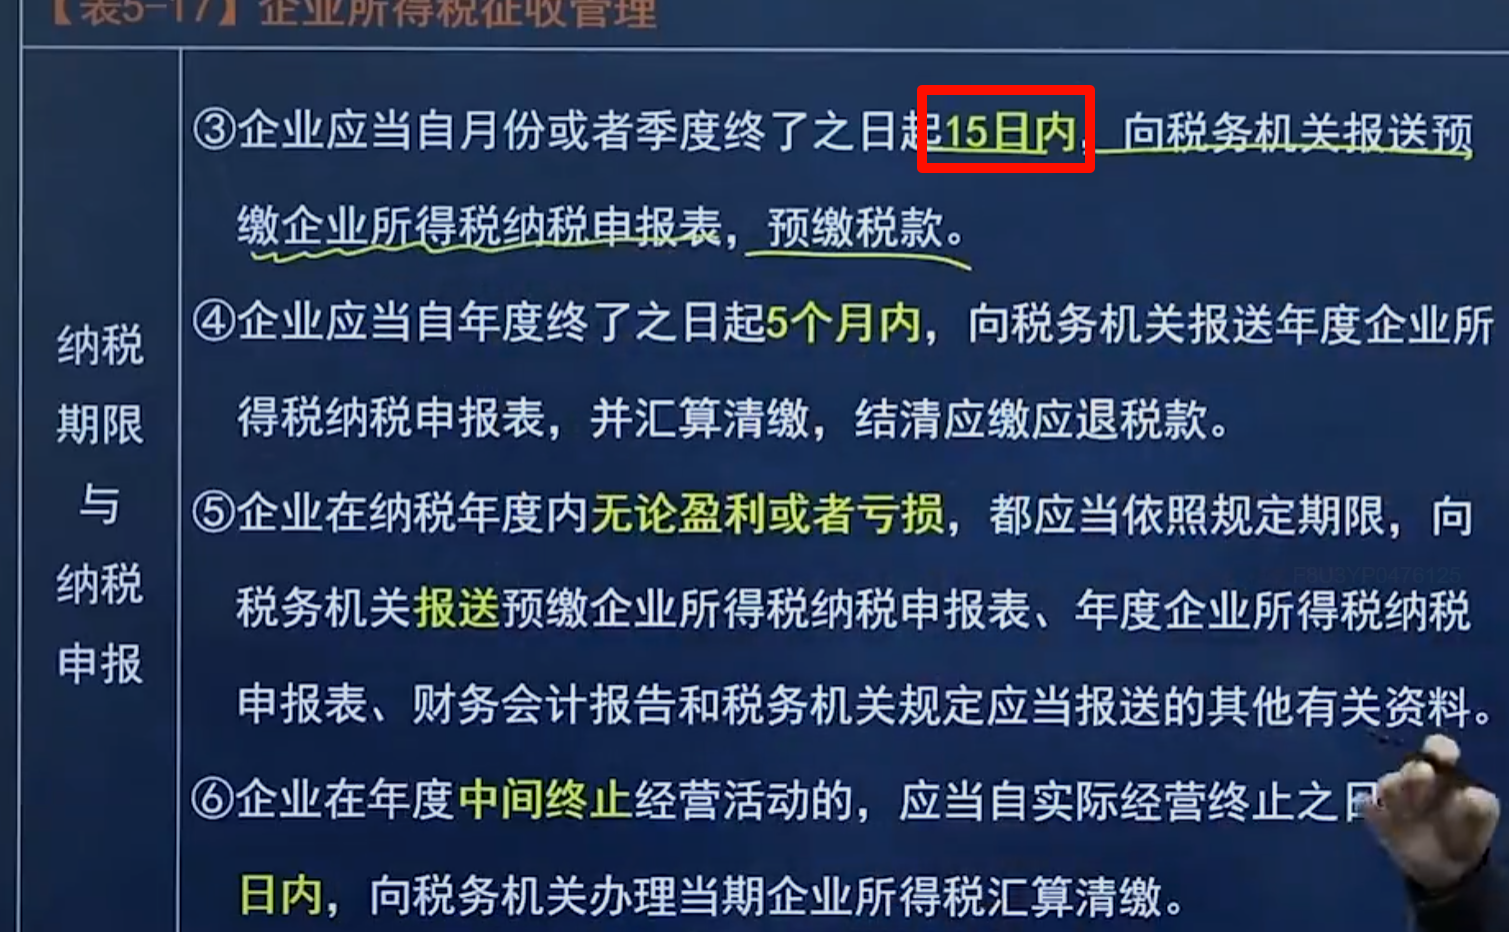 【表5-17】企业所得税征收管理
纳税
期限
与
纳税
申报
③企业应当自月份或者季度终了之日起15日内，向税务机关报送预
缴企业所得税纳税申报表，预缴税款。
④企业应当自年度终了之日起5个月内，向税务机关报送年度企业所
得税纳税申报表，并汇算清缴，结清应缴应退税款。
⑤企业在纳税年度内无论盈利或者亏损，都应当依照规定期限，向
税务机关报送预缴企业所得税纳税申报表、年度企业所得税纳税
申报表、财务会计报告和税务机关规定应当报送的其他有关资料。
⑥企业在年度中间终止经营活动的，应当自实际经营终止之日
日内，向税务机关办理当期企业所得税汇算清缴。
F8U3YP0476125